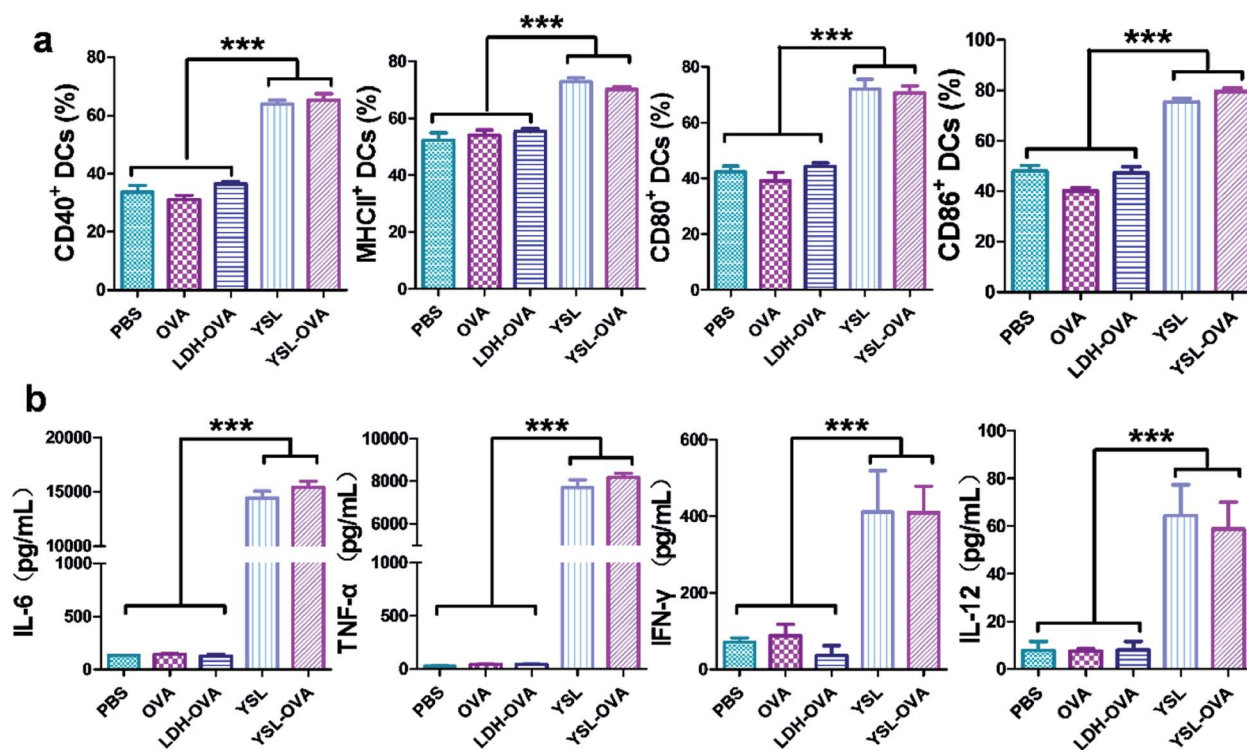 a
CD40+ DCs (%)
80
60
40
20
0
***
PBS
OVA
LDH-OVA
YSL
YSL-OVA
MHCII+ DCs (%)
80
60
40
20
0
***
PBS
OVA
LDH-OVA
YSL
YSL-OVA
CD80+ DCs (%)
80
60
40
20
0
***
PBS
OVA
LDH-OVA
YSL
YSL-OVA
CD86+ DCs (%)
100
80
60
40
20
0
***
PBS
OVA
LDH-OVA
YSL
YSL-OVA
b
IL-6（pg/mL）
20000
15000
10000
1000
500
0
***
PBS
OVA
LDH-OVA
YSL
YSL-OVA
TNF-α（pg/mL）
10000
8000
6000
1000
500
0
***
PBS
OVA
LDH-OVA
YSL
YSL-OVA
IFN-γ（pg/mL）
600
400
200
0
***
PBS
OVA
LDH-OVA
YSL
YSL-OVA
IL-12（pg/mL）
100
80
60
40
20
0
***
PBS
OVA
LDH-OVA
YSL
YSL-OVA